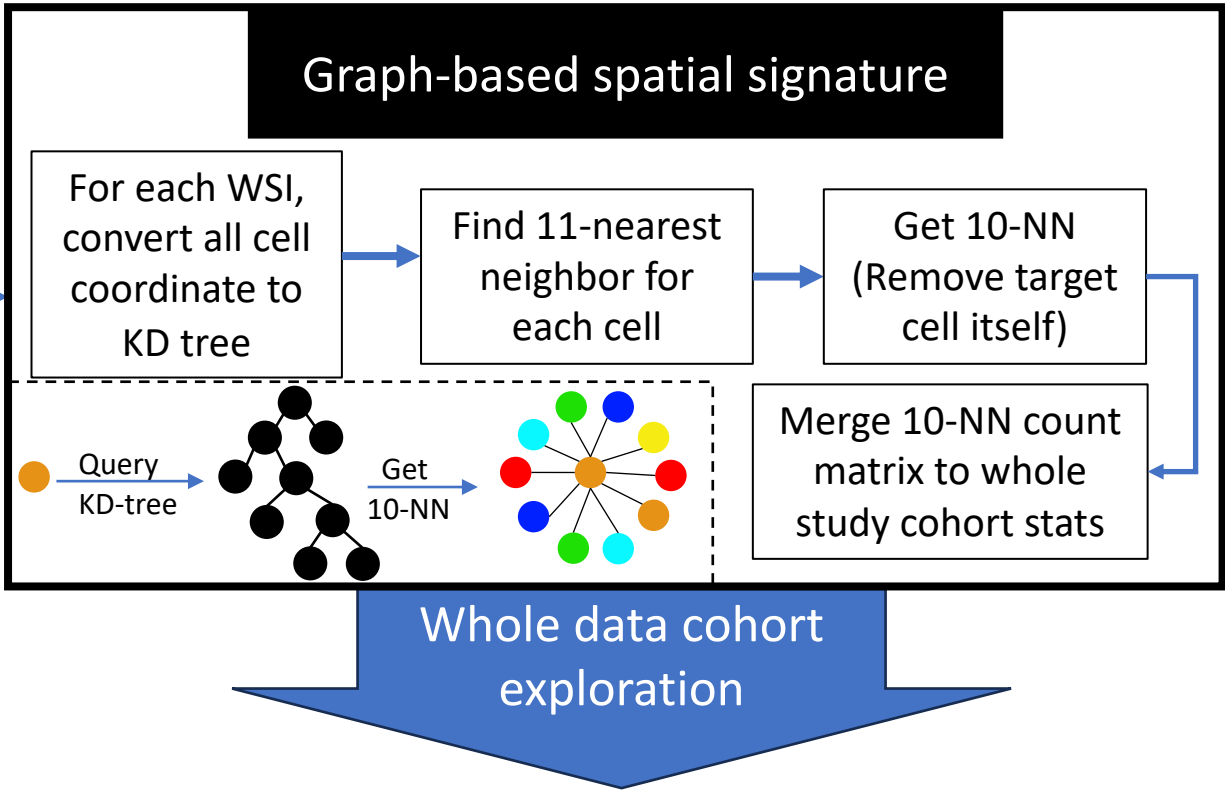 Graph-based spatial signature
For each WSI,
convert all cell
coordinate to
KD tree
Find 11-nearest
neighbor for
each cell
Get 10-NN
(Remove target
cell itself)
Merge 10-NN count
matrix to whole
study cohort stats
Query
KD-tree
Get
10-NN
Whole data cohort
exploration